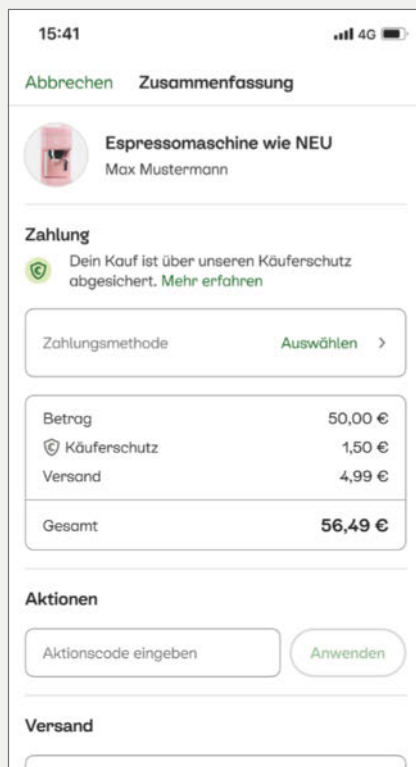 15:41 4G
Abbrechen Zusammenfassung
Espressomaschine wie NEU
Max Mustermann
Zahlung
Dein Kauf ist über unseren Käuferschutz
abgesichert. Mehr erfahren
Zahlungsmethode Auswählen >
Betrag 50,00 €
Käuferschutz 1,50 €
Versand 4,99 €
Gesamt 56,49 €
Aktionen
Aktionscode eingeben Anwenden
Versand